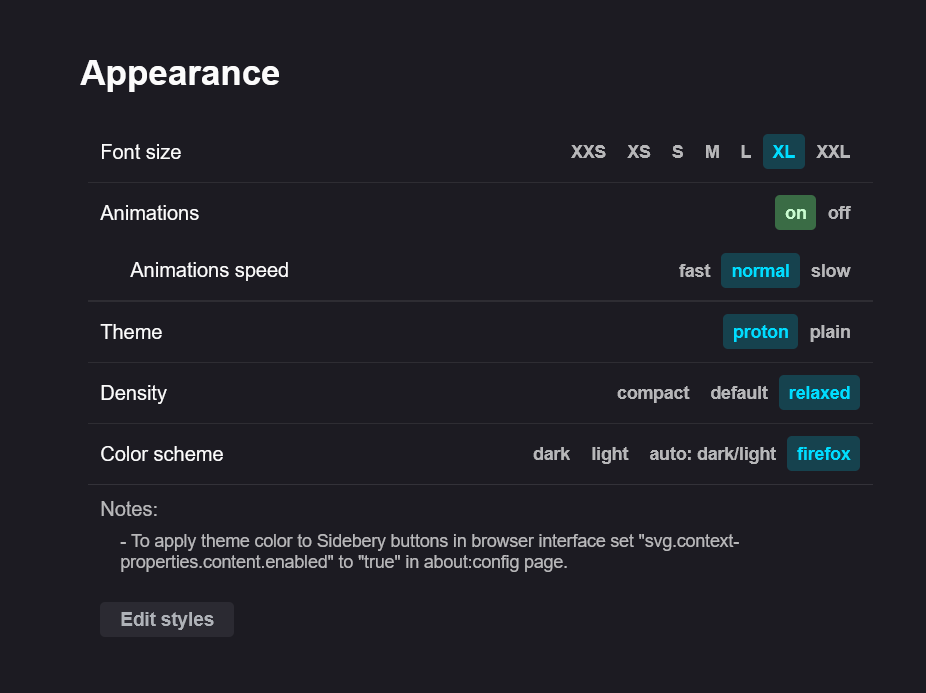 Appearance
Font size XXS XS S M L XL XXL
Animations on off
Animations speed fast normal slow
Theme proton plain
Density compact default relaxed
Color scheme dark light auto: dark/light firefox
Notes:
- To apply theme color to Sidebery buttons in browser interface set "svg.context-
properties.content.enabled" to "true" in about:config page.
Edit styles